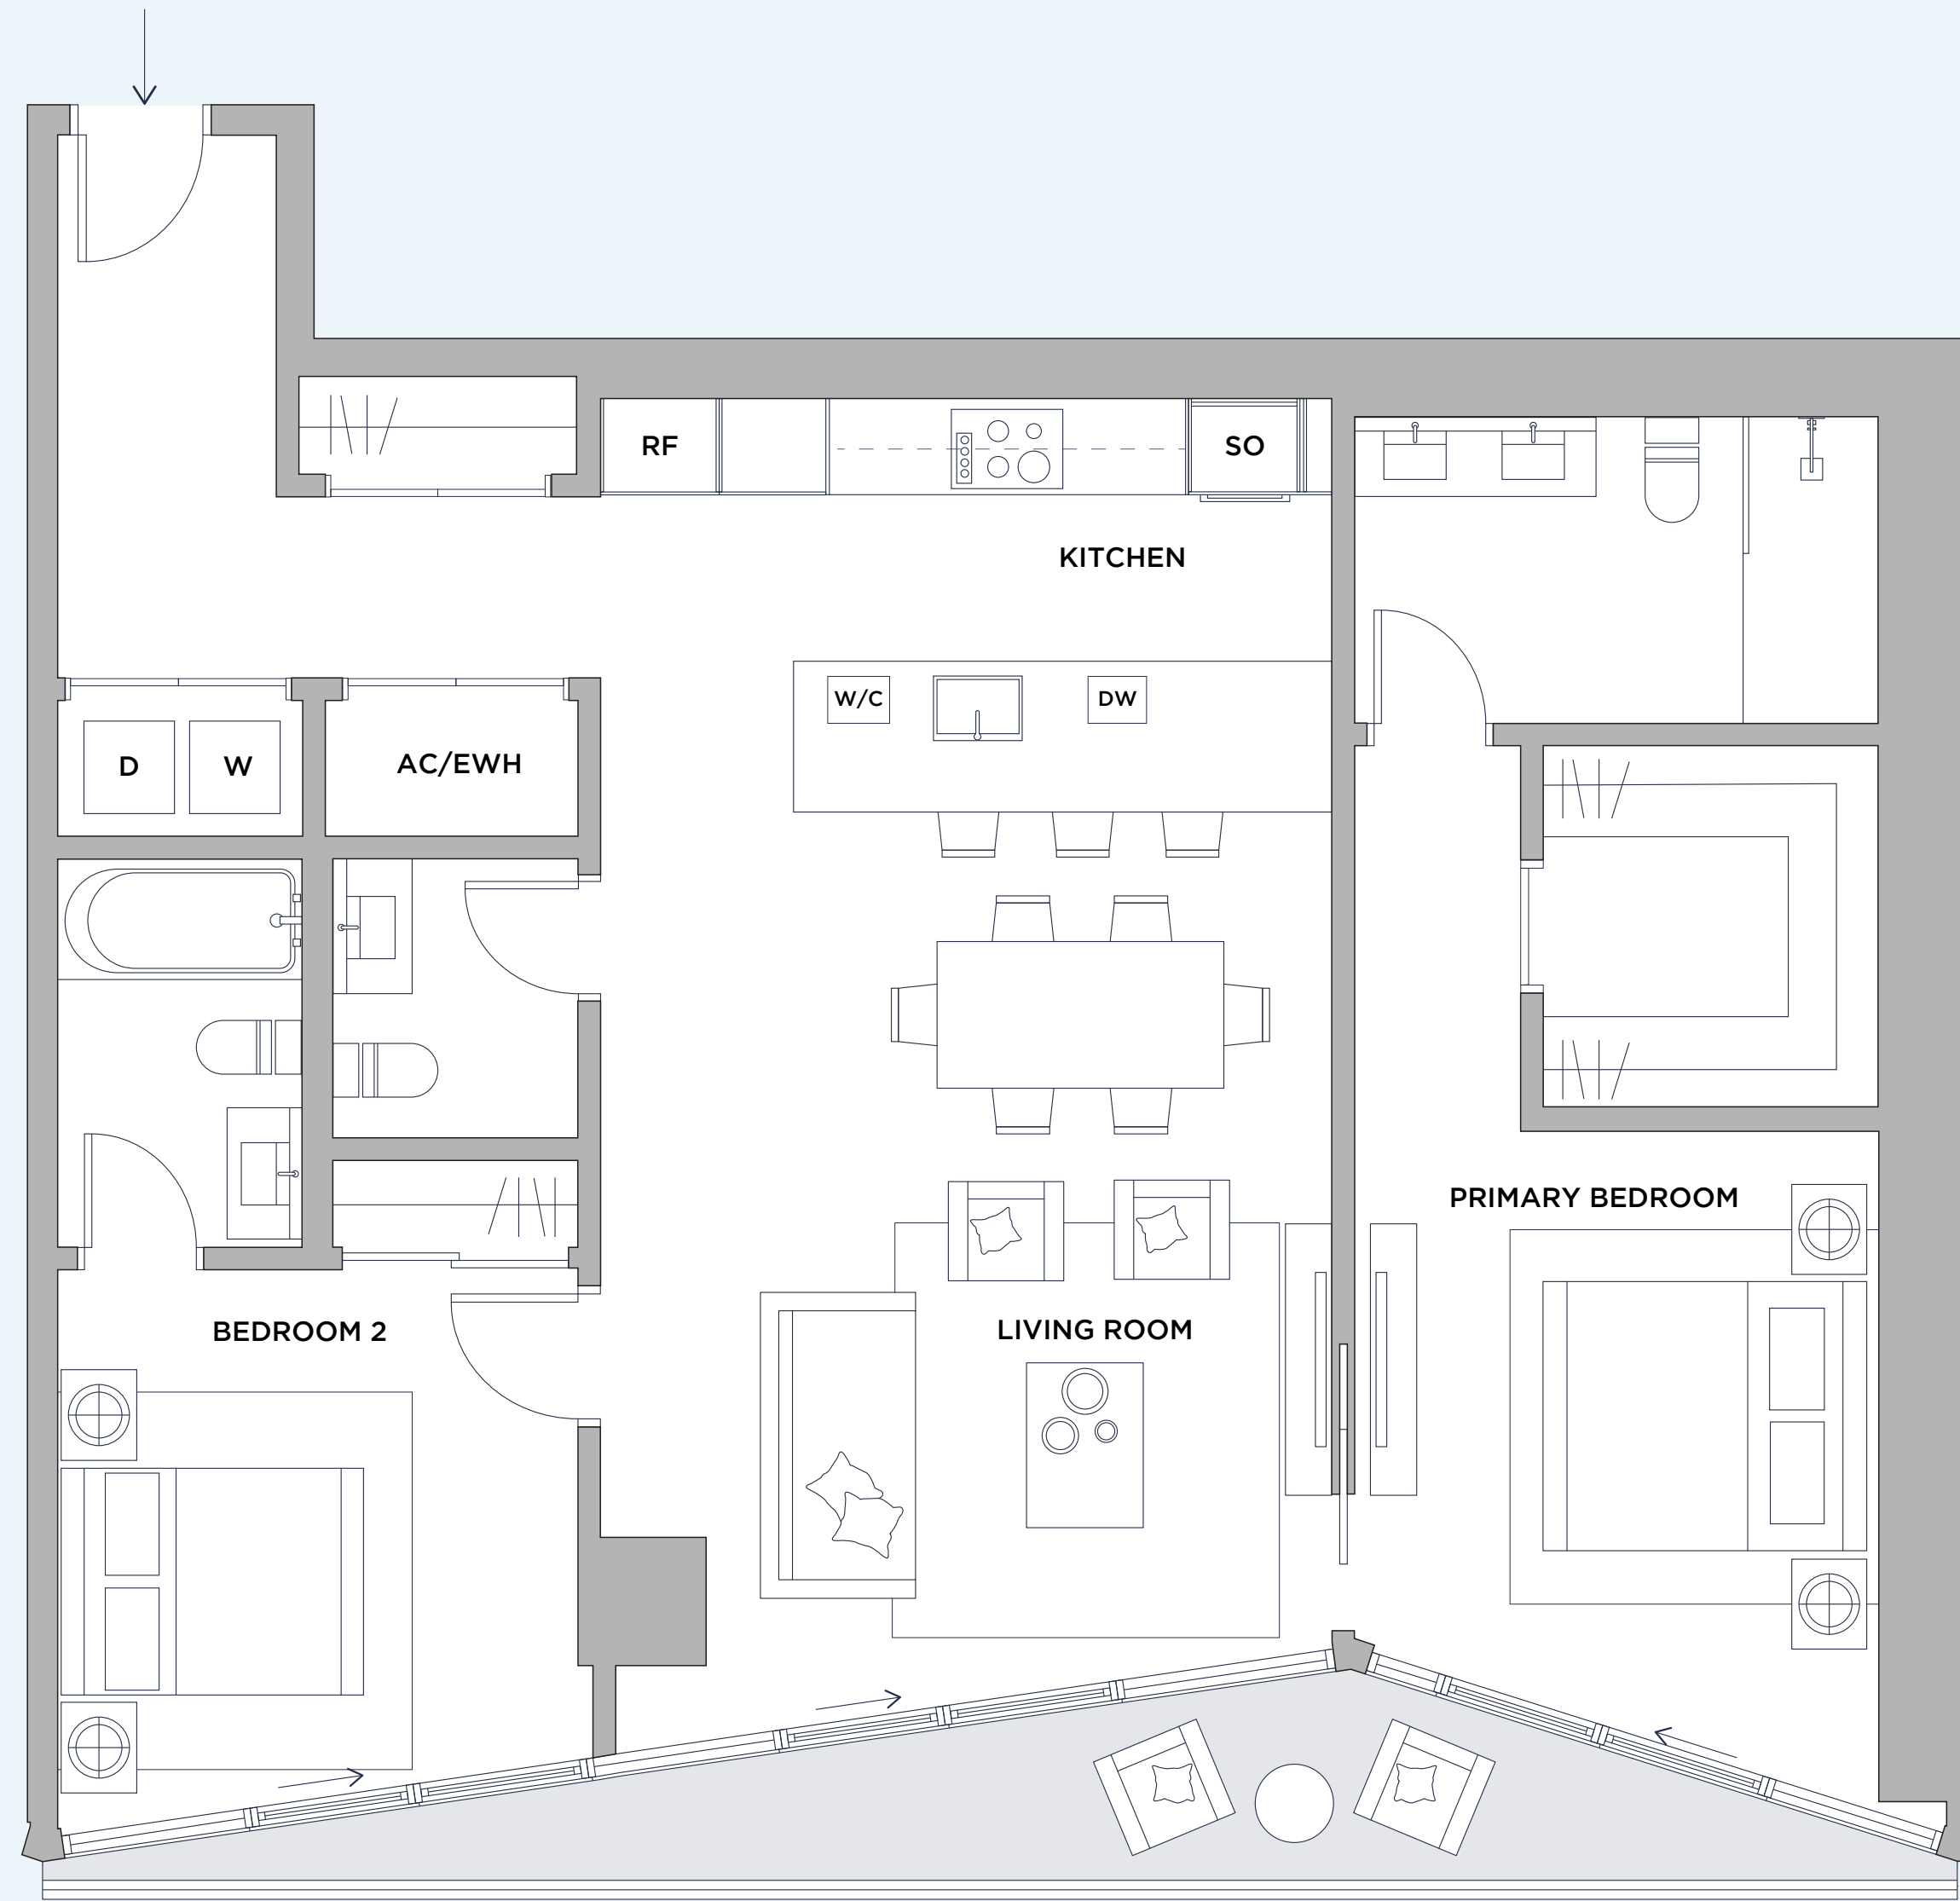 RF
SO
KITCHEN
W/C
DW
D
W
AC/EWH
PRIMARY BEDROOM
BEDROOM 2
LIVING ROOM